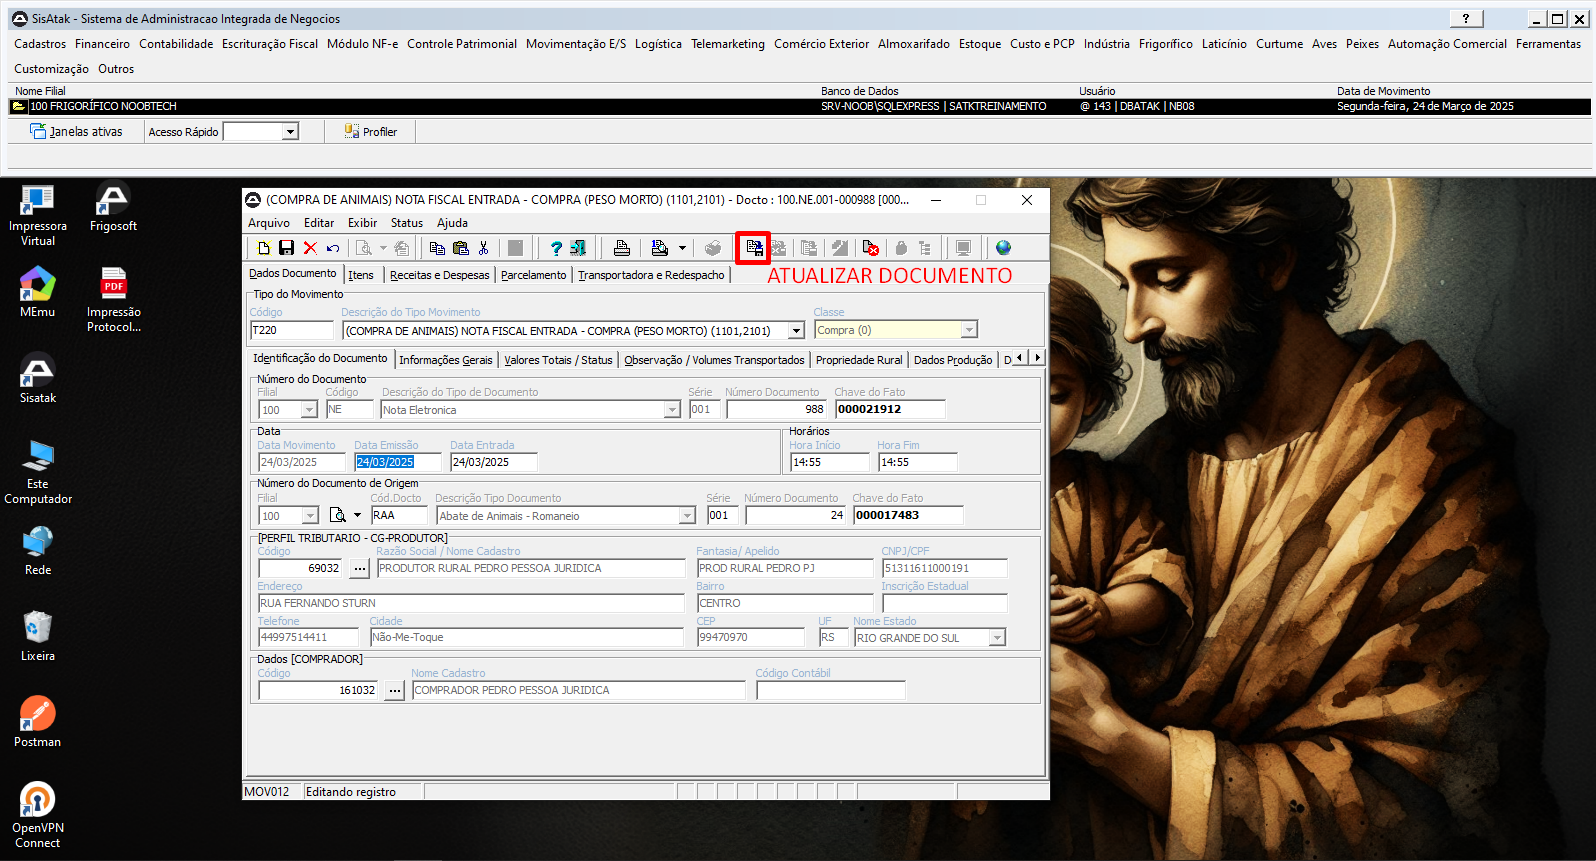 SisAtak - Sistema de Administracao Integrada de Negocios
?
Cadastros Financeiro Contabilidade Escrituração Fiscal Módulo NF-e Controle Patrimonial Movimentação E/S Logística Telemarketing Comércio Exterior Almoxarifado Estoque Custo e PCP Indústria Frigorífico Laticínio Curtume Aves Peixes Automação Comercial Ferramentas
Customização Outros
Nome Filial Banco de Dados Usuário Data de Movimento
100 FRIGORÍFICO NOOBTECH SRV-NOOB\SQLEXPRESS | SATKTREINAMENTO @ 143 | DBATAK | NB08 Segunda-feira, 24 de Março de 2025
Janelas ativas Acesso Rápido Profiler
Impressora Virtual
Frigosoft
MEmu
PDF
Impressão Protocol...
Sisatak
Este Computador
Rede
Lixeira
Postman
OpenVPN Connect
(COMPRA DE ANIMAIS) NOTA FISCAL ENTRADA - COMPRA (PESO MORTO) (1101,2101) - Docto : 100.NE.001-000988 [000...
Arquivo Editar Exibir Status Ajuda
ATUALIZAR DOCUMENTO
Dados Documento Itens Receitas e Despesas Parcelamento Transportadora e Redespacho
Tipo do Movimento
Código Descrição do Tipo Movimento Classe
T220 (COMPRA DE ANIMAIS) NOTA FISCAL ENTRADA - COMPRA (PESO MORTO) (1101,2101) Compra (0)
Identificação do Documento Informações Gerais Valores Totais / Status Observação / Volumes Transportados Propriedade Rural Dados Produção D
Número do Documento
Filial Código Descrição do Tipo de Documento Série Número Documento Chave do Fato
100 NE Nota Eletronica 001 988 000021912
Data Horários
Data Movimento Data Emissão Data Entrada Hora Início Hora Fim
24/03/2025 24/03/2025 24/03/2025 14:55 14:55
Número do Documento de Origem
Filial Cód.Docto Descrição Tipo Documento Série Número Documento Chave do Fato
100 RAA Abate de Animais - Romaneio 001 24 000017483
[PERFIL TRIBUTARIO - CG-PRODUTOR]
Código Razão Social / Nome Cadastro Fantasia/ Apelido CNPJ/CPF
69032 ... PRODUTOR RURAL PEDRO PESSOA JURIDICA PROD RURAL PEDRO PJ 51311611000191
Endereço Bairro Inscrição Estadual
RUA FERNANDO STURN CENTRO
Telefone Cidade CEP UF Nome Estado
44997514411 Não-Me-Toque 99470970 RS RIO GRANDE DO SUL
Dados [COMPRADOR]
Código Nome Cadastro Código Contábil
161032 ... COMPRADOR PEDRO PESSOA JURIDICA
MOV012 Editando registro